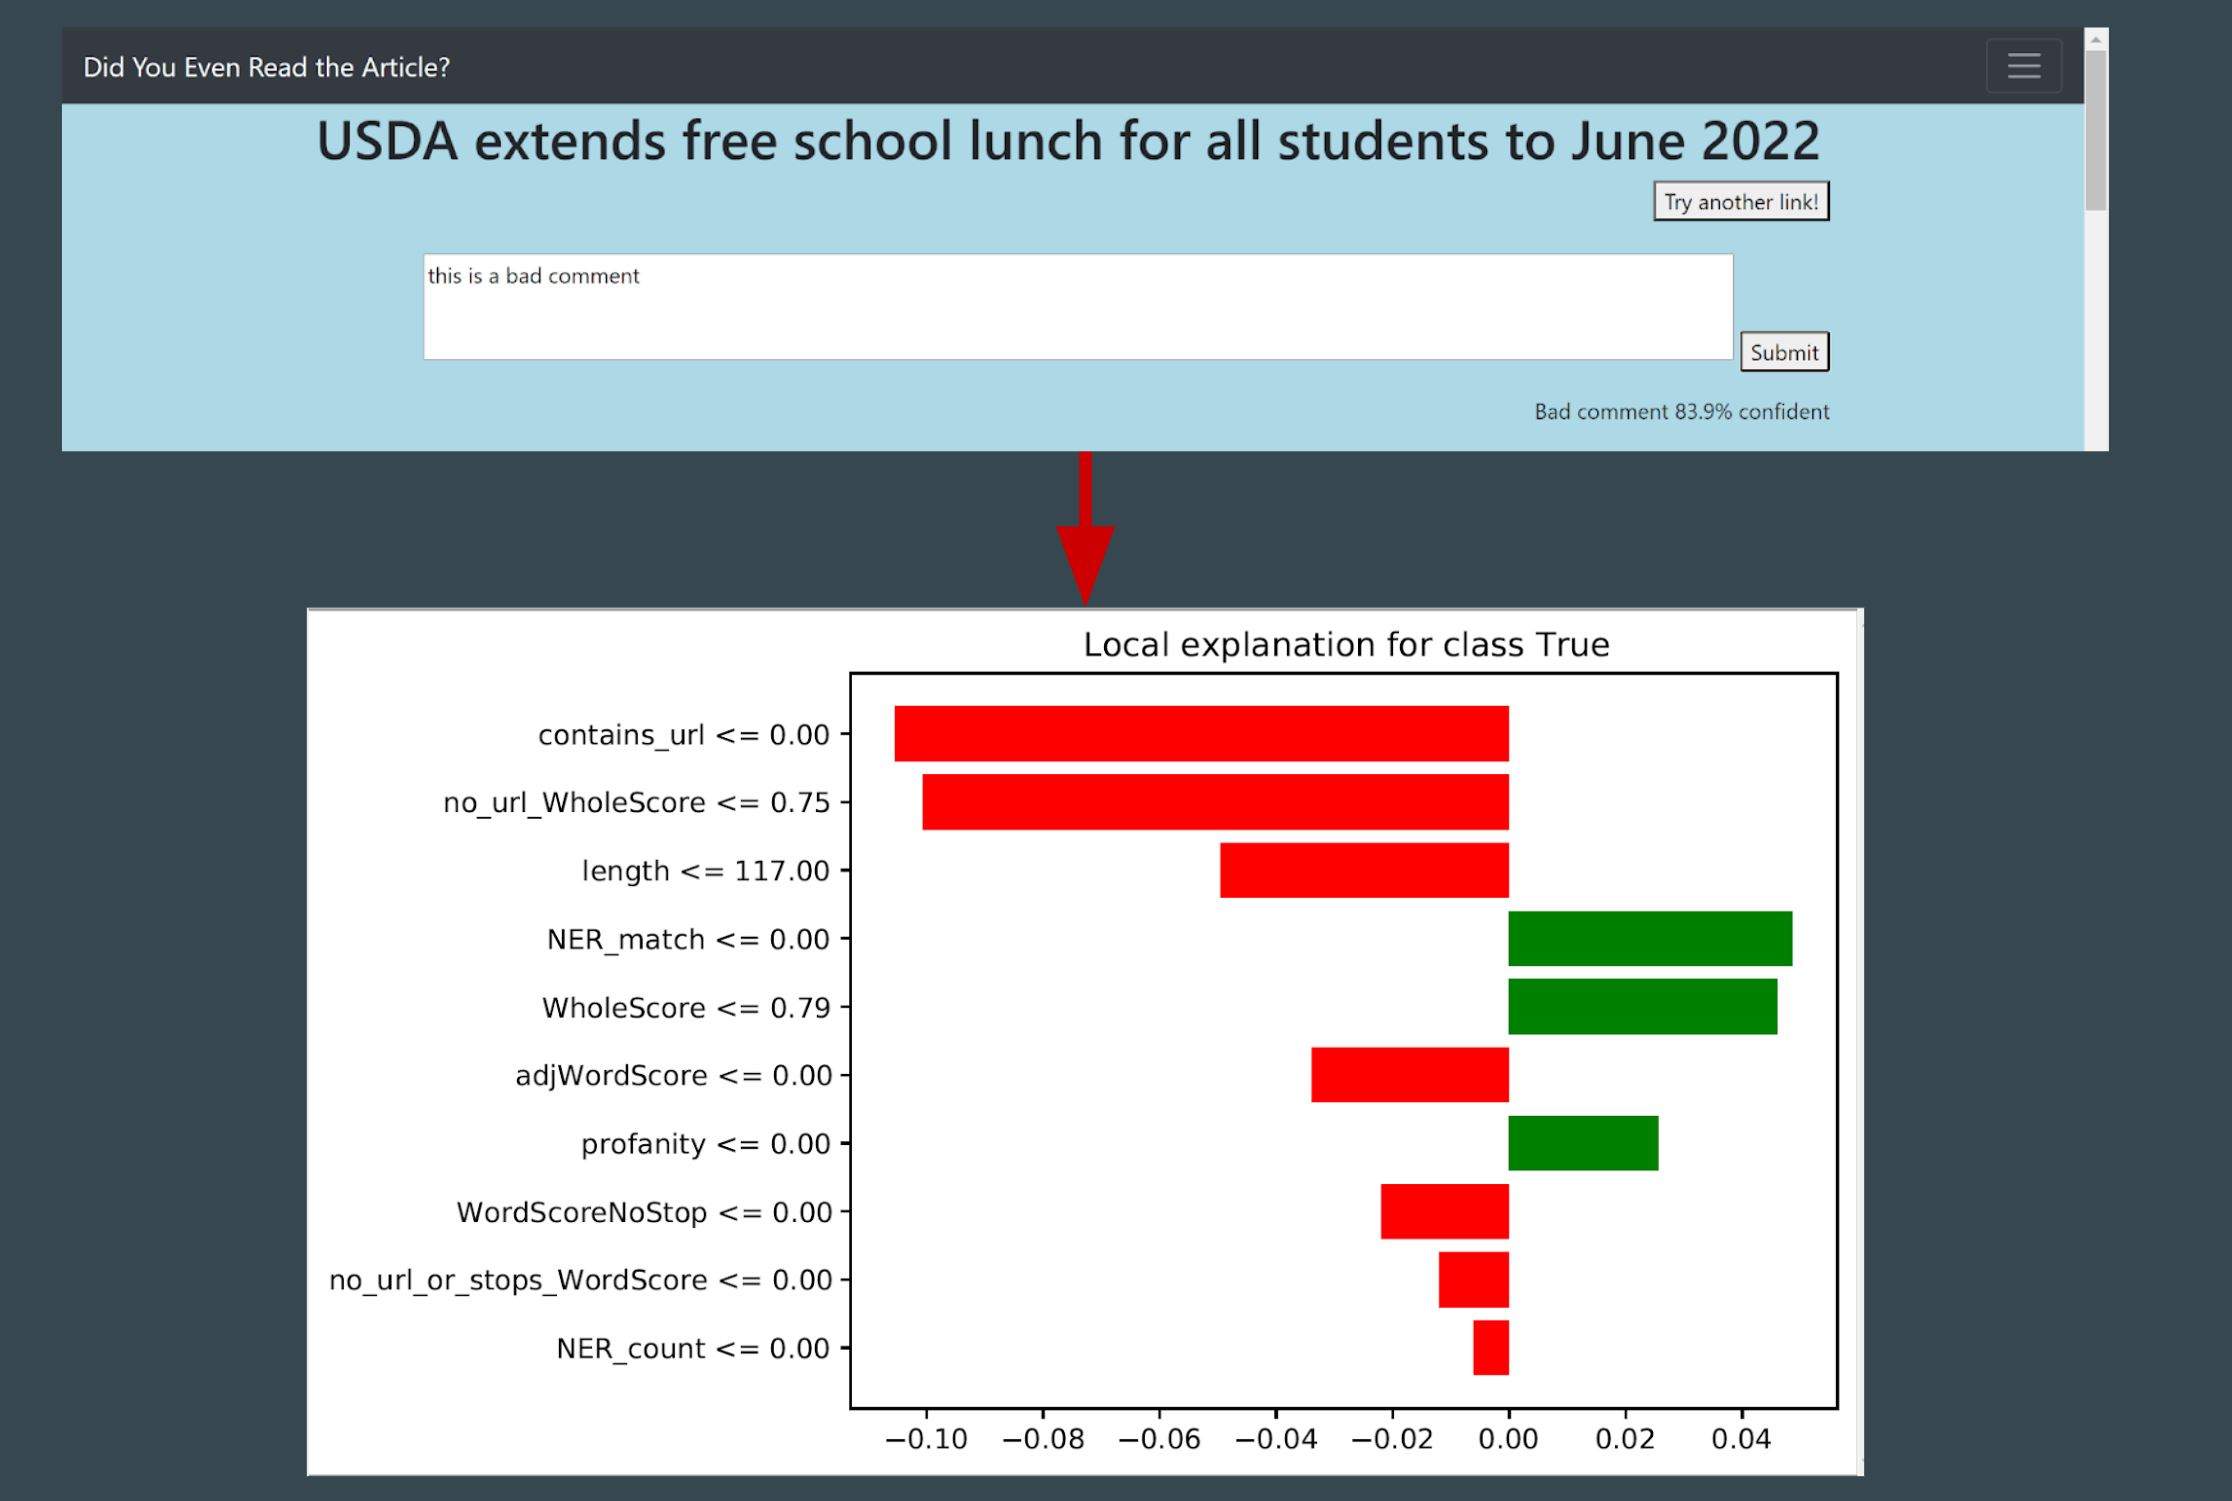 Did You Even Read the Article?
USDA extends free school lunch for all students to June 2022
Try another link!
this is a bad comment
Submit
Bad comment 83.9% confident
Local explanation for class True
contains_url <= 0.00
no_url_WholeScore <= 0.75
length <= 117.00
NER_match <= 0.00
WholeScore <= 0.79
adjWordScore <= 0.00
profanity <= 0.00
WordScoreNoStop <= 0.00
no_url_or_stops_WordScore <= 0.00
NER_count <= 0.00
−0.10 −0.08 −0.06 −0.04 −0.02 0.00 0.02 0.04